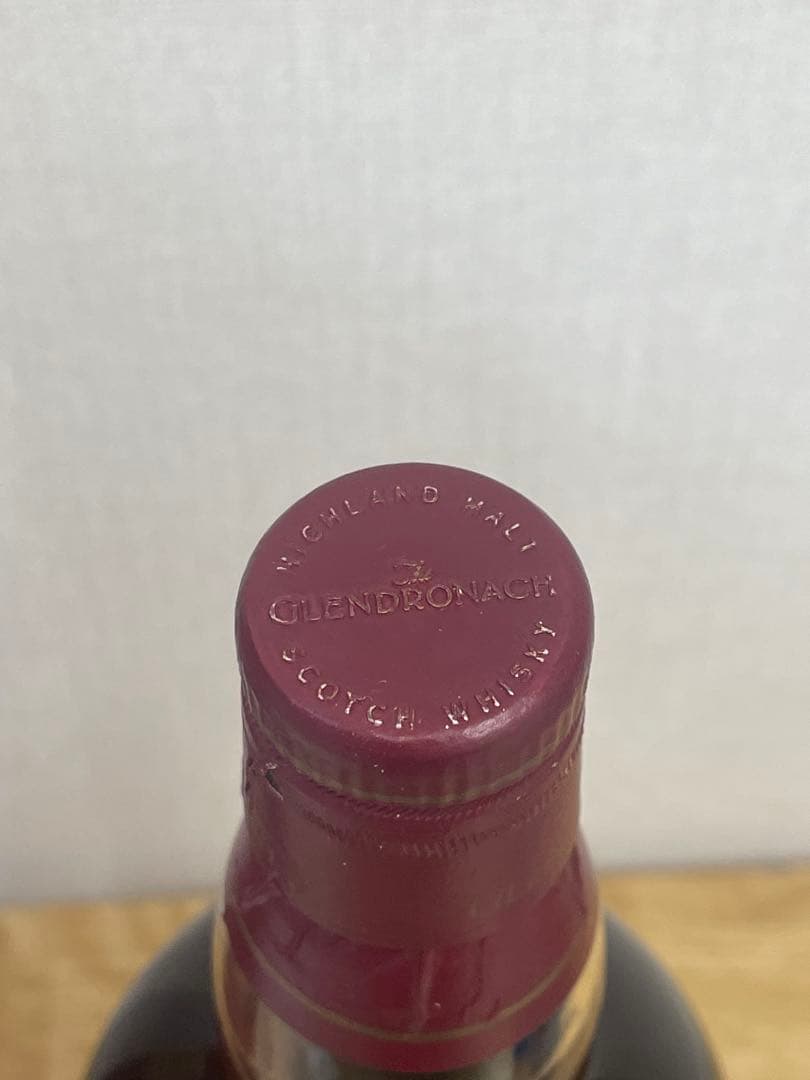 HIGHLAND MALT
The
GLENDRONACH
SCOTCH WHISKY